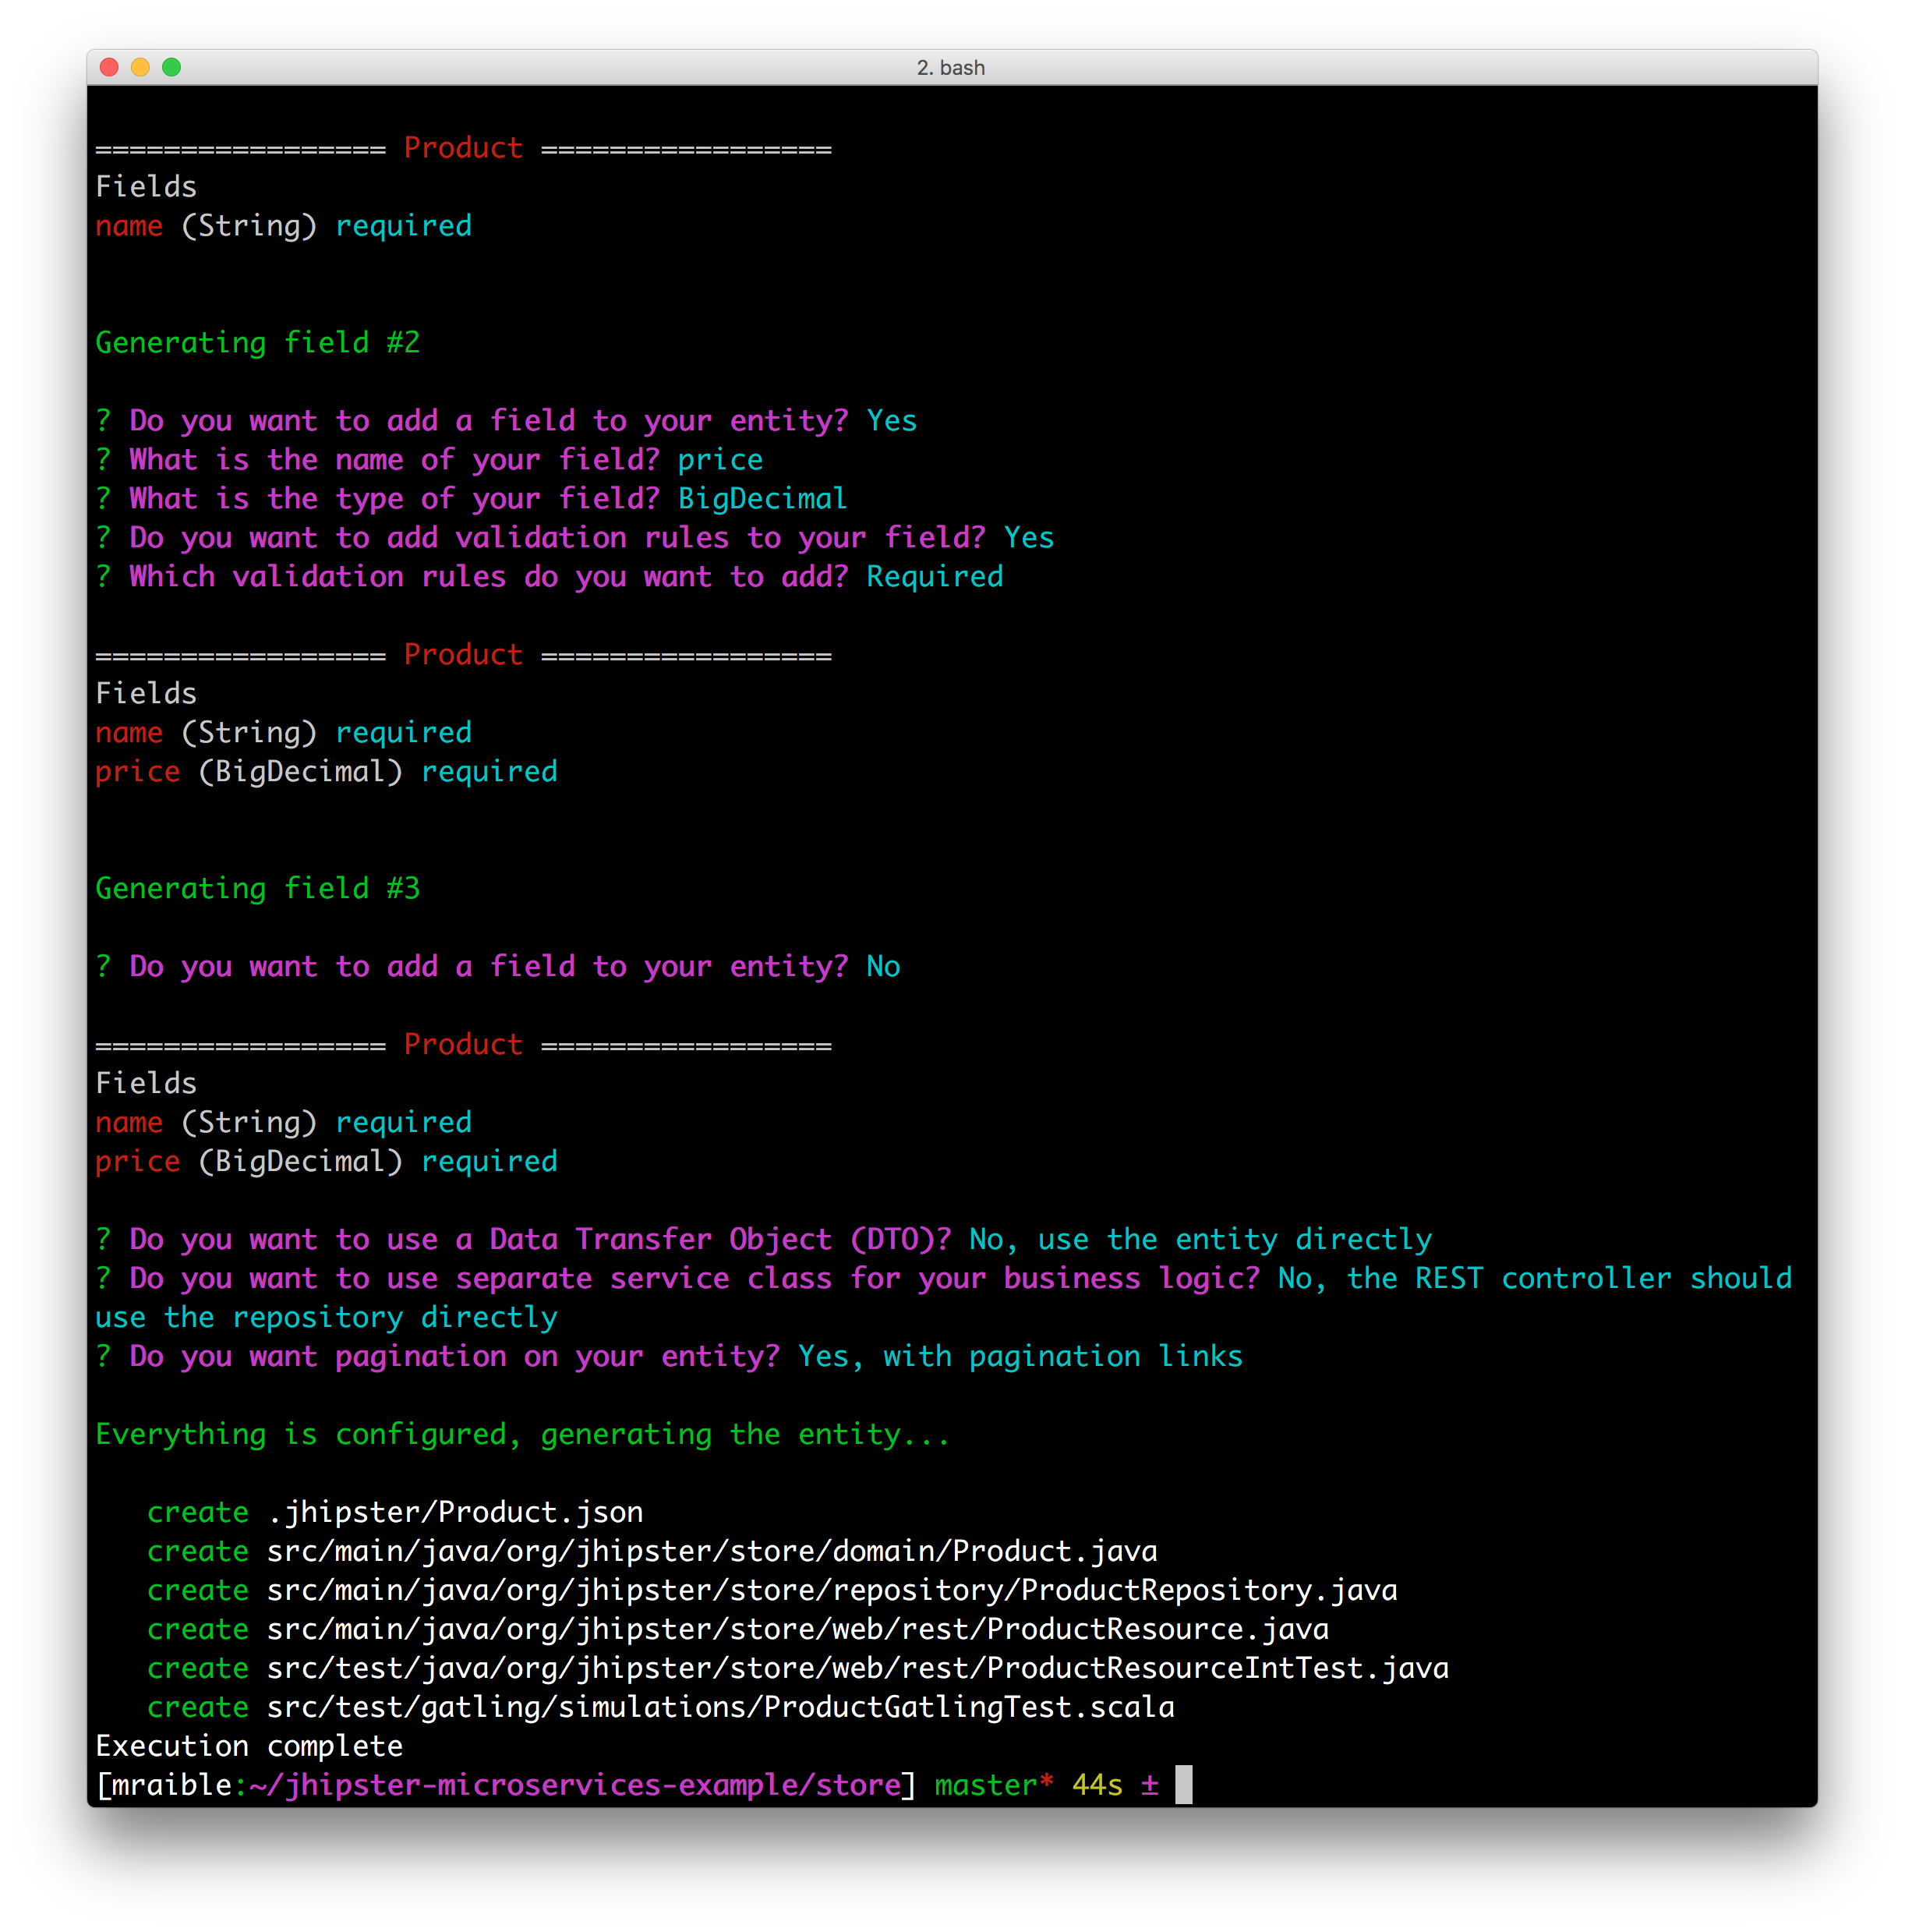 2. bash
================= Product =================
Fields
name (String) required
Generating field #2
? Do you want to add a field to your entity? Yes
? What is the name of your field? price
? What is the type of your field? BigDecimal
? Do you want to add validation rules to your field? Yes
? Which validation rules do you want to add? Required
================= Product =================
Fields
name (String) required
price (BigDecimal) required
Generating field #3
? Do you want to add a field to your entity? No
================= Product =================
Fields
name (String) required
price (BigDecimal) required
? Do you want to use a Data Transfer Object (DTO)? No, use the entity directly
? Do you want to use separate service class for your business logic? No, the REST controller should
use the repository directly
? Do you want pagination on your entity? Yes, with pagination links
Everything is configured, generating the entity...
   create .jhipster/Product.json
   create src/main/java/org/jhipster/store/domain/Product.java
   create src/main/java/org/jhipster/store/repository/ProductRepository.java
   create src/main/java/org/jhipster/store/web/rest/ProductResource.java
   create src/test/java/org/jhipster/store/web/rest/ProductResourceIntTest.java
   create src/test/gatling/simulations/ProductGatlingTest.scala
Execution complete
[mraible:~/jhipster-microservices-example/store] master* 44s ±